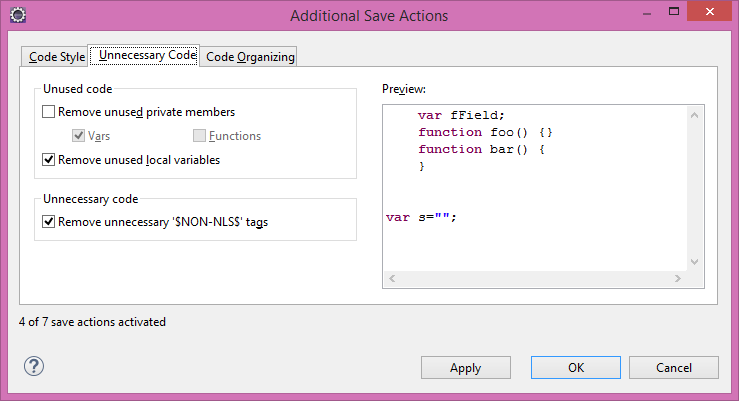 Additional Save Actions
Code Style
Unnecessary Code
Code Organizing
Unused code
Remove unused private members
Vars
Functions
Remove unused local variables
Unnecessary code
Remove unnecessary '$NON-NLS$' tags
Preview:
var fField;
function foo() {}
function bar() {
}
var s="";
4 of 7 save actions activated
?
Apply
OK
Cancel